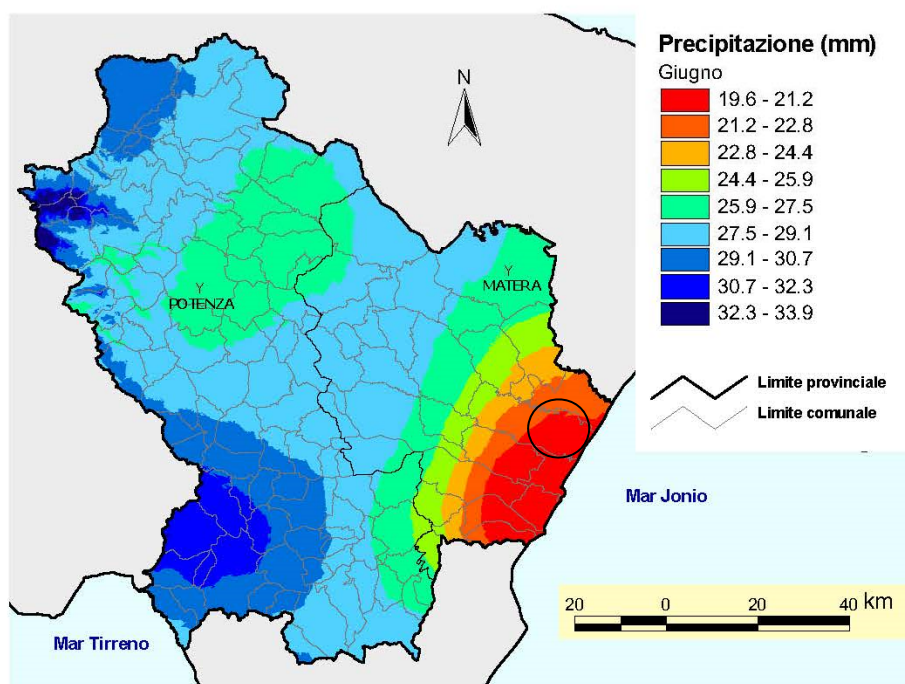 Precipitazione (mm)
Giugno
19.6 - 21.2
21.2 - 22.8
22.8 - 24.4
24.4 - 25.9
25.9 - 27.5
27.5 - 29.1
29.1 - 30.7
30.7 - 32.3
32.3 - 33.9
Limite provinciale
Limite comunale
N
Y
POTENZA
Y
MATERA
Mar Jonio
Mar Tirreno
20 0 20 40 km